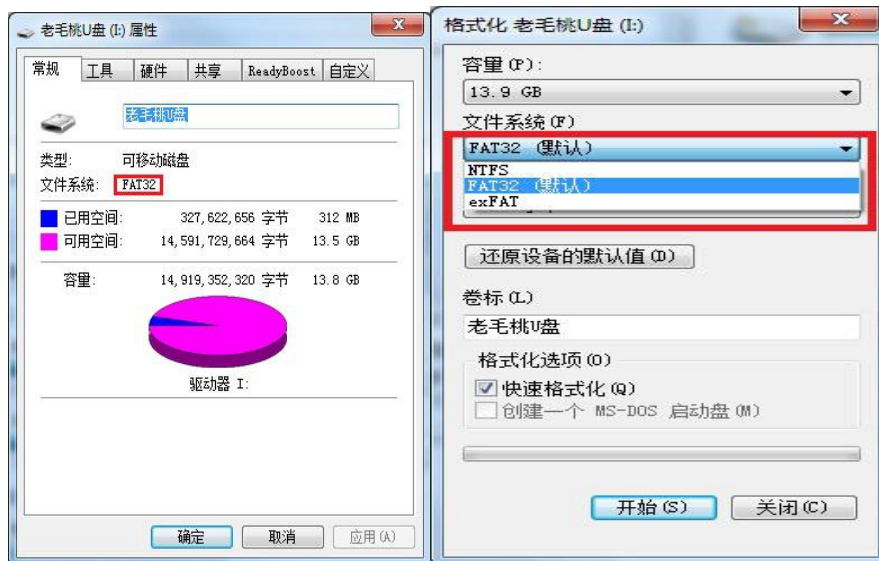 老毛桃U盘 (I:) 属性
常规 工具 硬件 共享 ReadyBoost 自定义
老毛桃U盘
类型: 可移动磁盘
文件系统: FAT32
已用空间: 327,622,656 字节 312 MB
可用空间: 14,591,729,664 字节 13.5 GB
容量: 14,919,352,320 字节 13.8 GB
驱动器 I:
确定 取消 应用(A)
格式化 老毛桃U盘 (I:)
容量(P):
13.9 GB
文件系统(F)
FAT32 (默认)
NTFS
FAT32 (默认)
exFAT
还原设备的默认值(D)
卷标(L)
老毛桃U盘
格式化选项(O)
快速格式化(Q)
创建一个 MS-DOS 启动盘(M)
开始(S) 关闭(C)